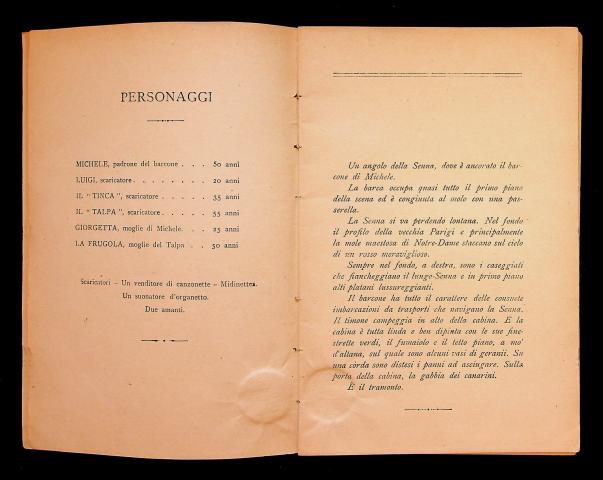 PERSONAGGI
MICHELE, padrone del barcone . . . 50 anni
LUIGI, scaricatore . . . . . . . . 20 anni
IL "TINCA", scaricatore . . . . . 35 anni
IL "TALPA", scaricatore . . . . . 55 anni
GIORGETTA, moglie di Michele . . . 25 anni
LA FRUGOLA, moglie del Talpa . . 50 anni
Scaricatori - Un venditore di canzonette - Midinettes
Un suonatore d'organetto.
Due amanti.
Un angolo della Senna, dove è ancorato il bar-
cone di Michele.
La barca occupa quasi tutto il primo piano
della scena ed è congiunta al molo con una pas-
serella.
La Senna si va perdendo lontana. Nel fondo
il profilo della vecchia Parigi e principalmente
la mole maestosa di Notre-Dame staccano sul cielo
di un rosso meraviglioso.
Sempre nel fondo, a destra, sono i caseggiati
che fiancheggiano il lungo-Senna e in primo piano
alti platani lussureggianti.
Il barcone ha tutto il carattere delle consuete
imbarcazioni da trasporti che navigano la Senna.
Il timone campeggia in alto della cabina. E la
cabina è tutta linda e ben dipinta con le sue fine-
strette verdi, il fumaiolo e il tetto piano, a mo'
d'altana, sul quale sono alcuni vasi di geranii. Su
una corda sono distesi i panni ad asciugare. Sulla
porta della cabina, la gabbia dei canarini.
È il tramonto.